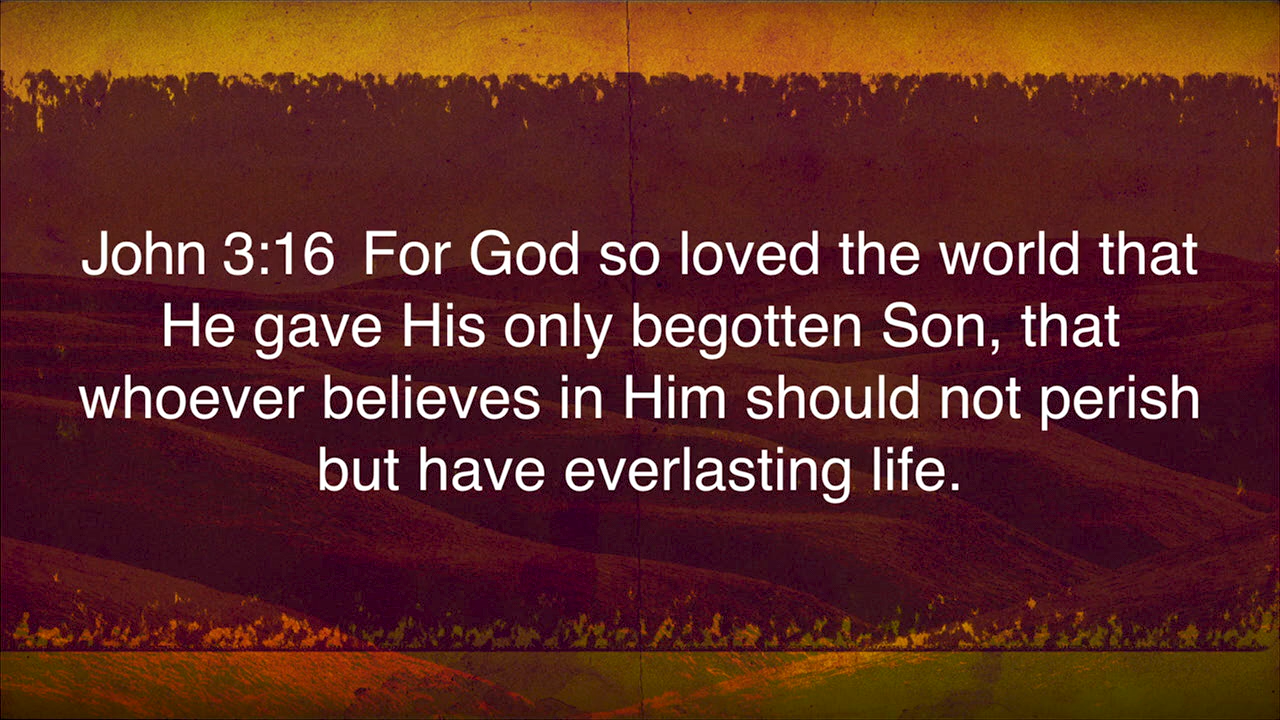 John 3:16  For God so loved the world that
He gave His only begotten Son, that
whoever believes in Him should not perish
but have everlasting life.